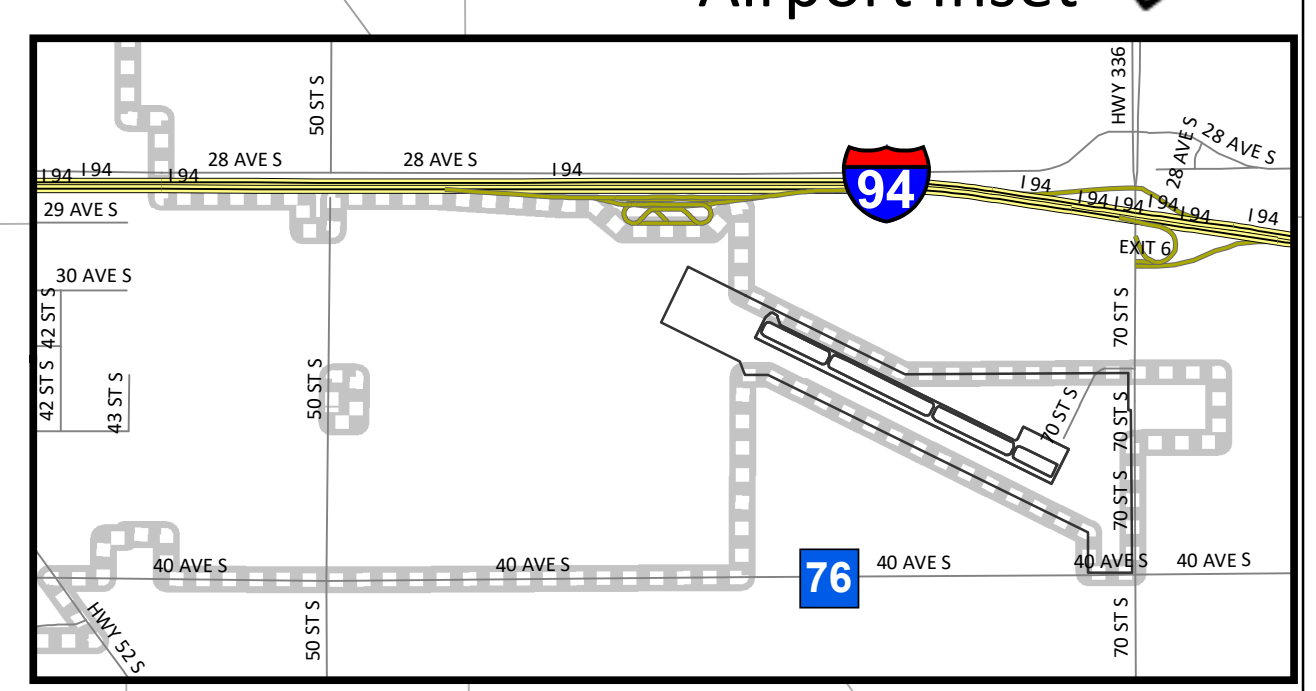 Airport Inset
HWY 336
50 ST S
28 AVE S
28 AVE S
28 AVE S
28 AVE S
I 94
I 94
I 94
I 94
94
I 94
I 94
I 94
I 94
I 94
I 94
29 AVE S
EXIT 6
30 AVE S
42 ST S
70 ST S
42 ST S
43 ST S
50 ST S
70 ST S
70 ST S
70 ST S
40 AVE S
40 AVE S
76
40 AVE S
40 AVE S
40 AVE S
HWY 52 S
50 ST S
70 ST S